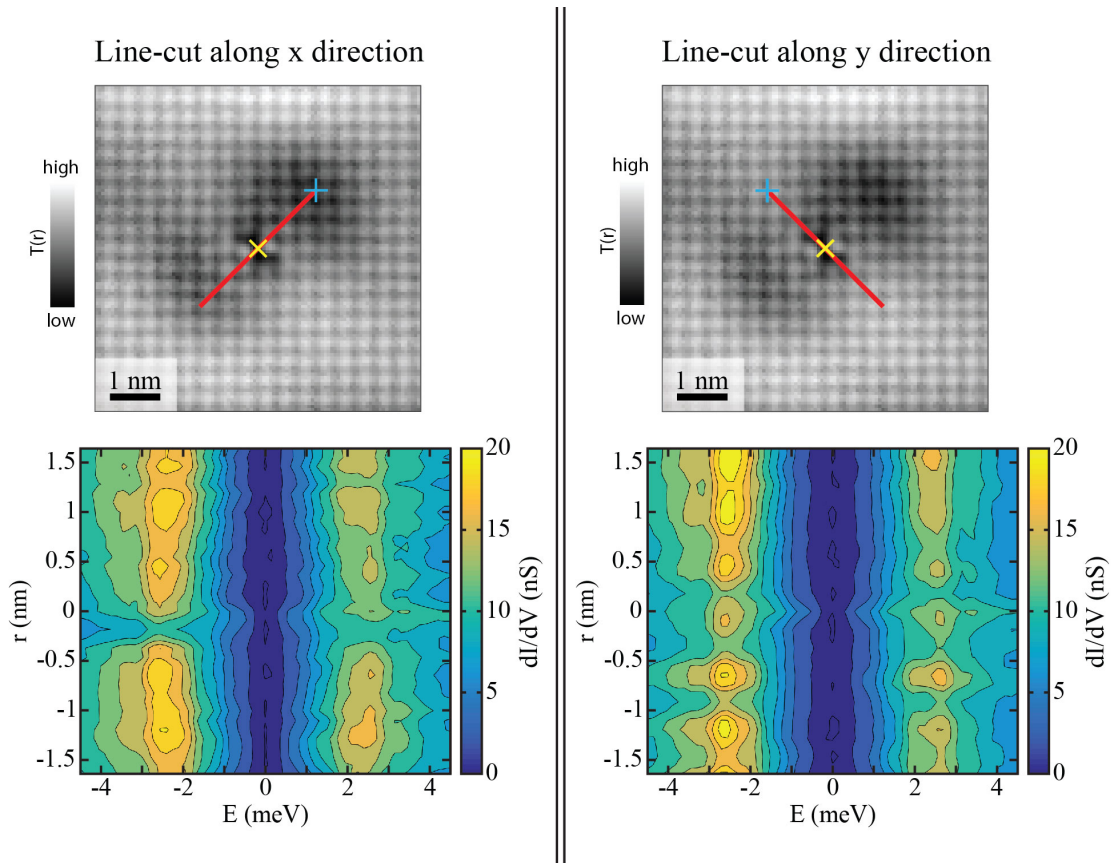 Line-cut along x direction
high
T(r)
low
1 nm
1.5
1
0.5
0
-0.5
-1
-1.5
r (nm)
-4 -2 0 2 4
E (meV)
20
15
10
5
0
dI/dV (nS)
Line-cut along y direction
high
T(r)
low
1 nm
1.5
1
0.5
0
-0.5
-1
-1.5
r (nm)
-4 -2 0 2 4
E (meV)
20
15
10
5
0
dI/dV (nS)